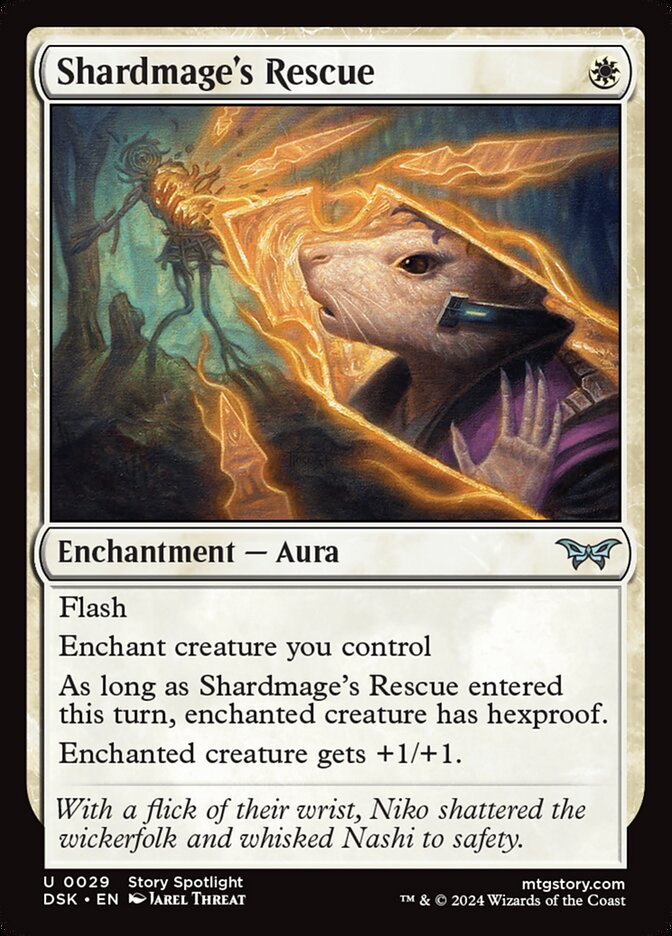 Shardmage's Rescue
Enchantment — Aura
Flash
Enchant creature you control
As long as Shardmage's Rescue entered
this turn, enchanted creature has hexproof.
Enchanted creature gets +1/+1.
With a flick of their wrist, Niko shattered the
wickerfolk and whisked Nashi to safety.
U 0029 Story Spotlight
mtgstory.com
DSK • EN Jarel Threat
™ & © 2024 Wizards of the Coast